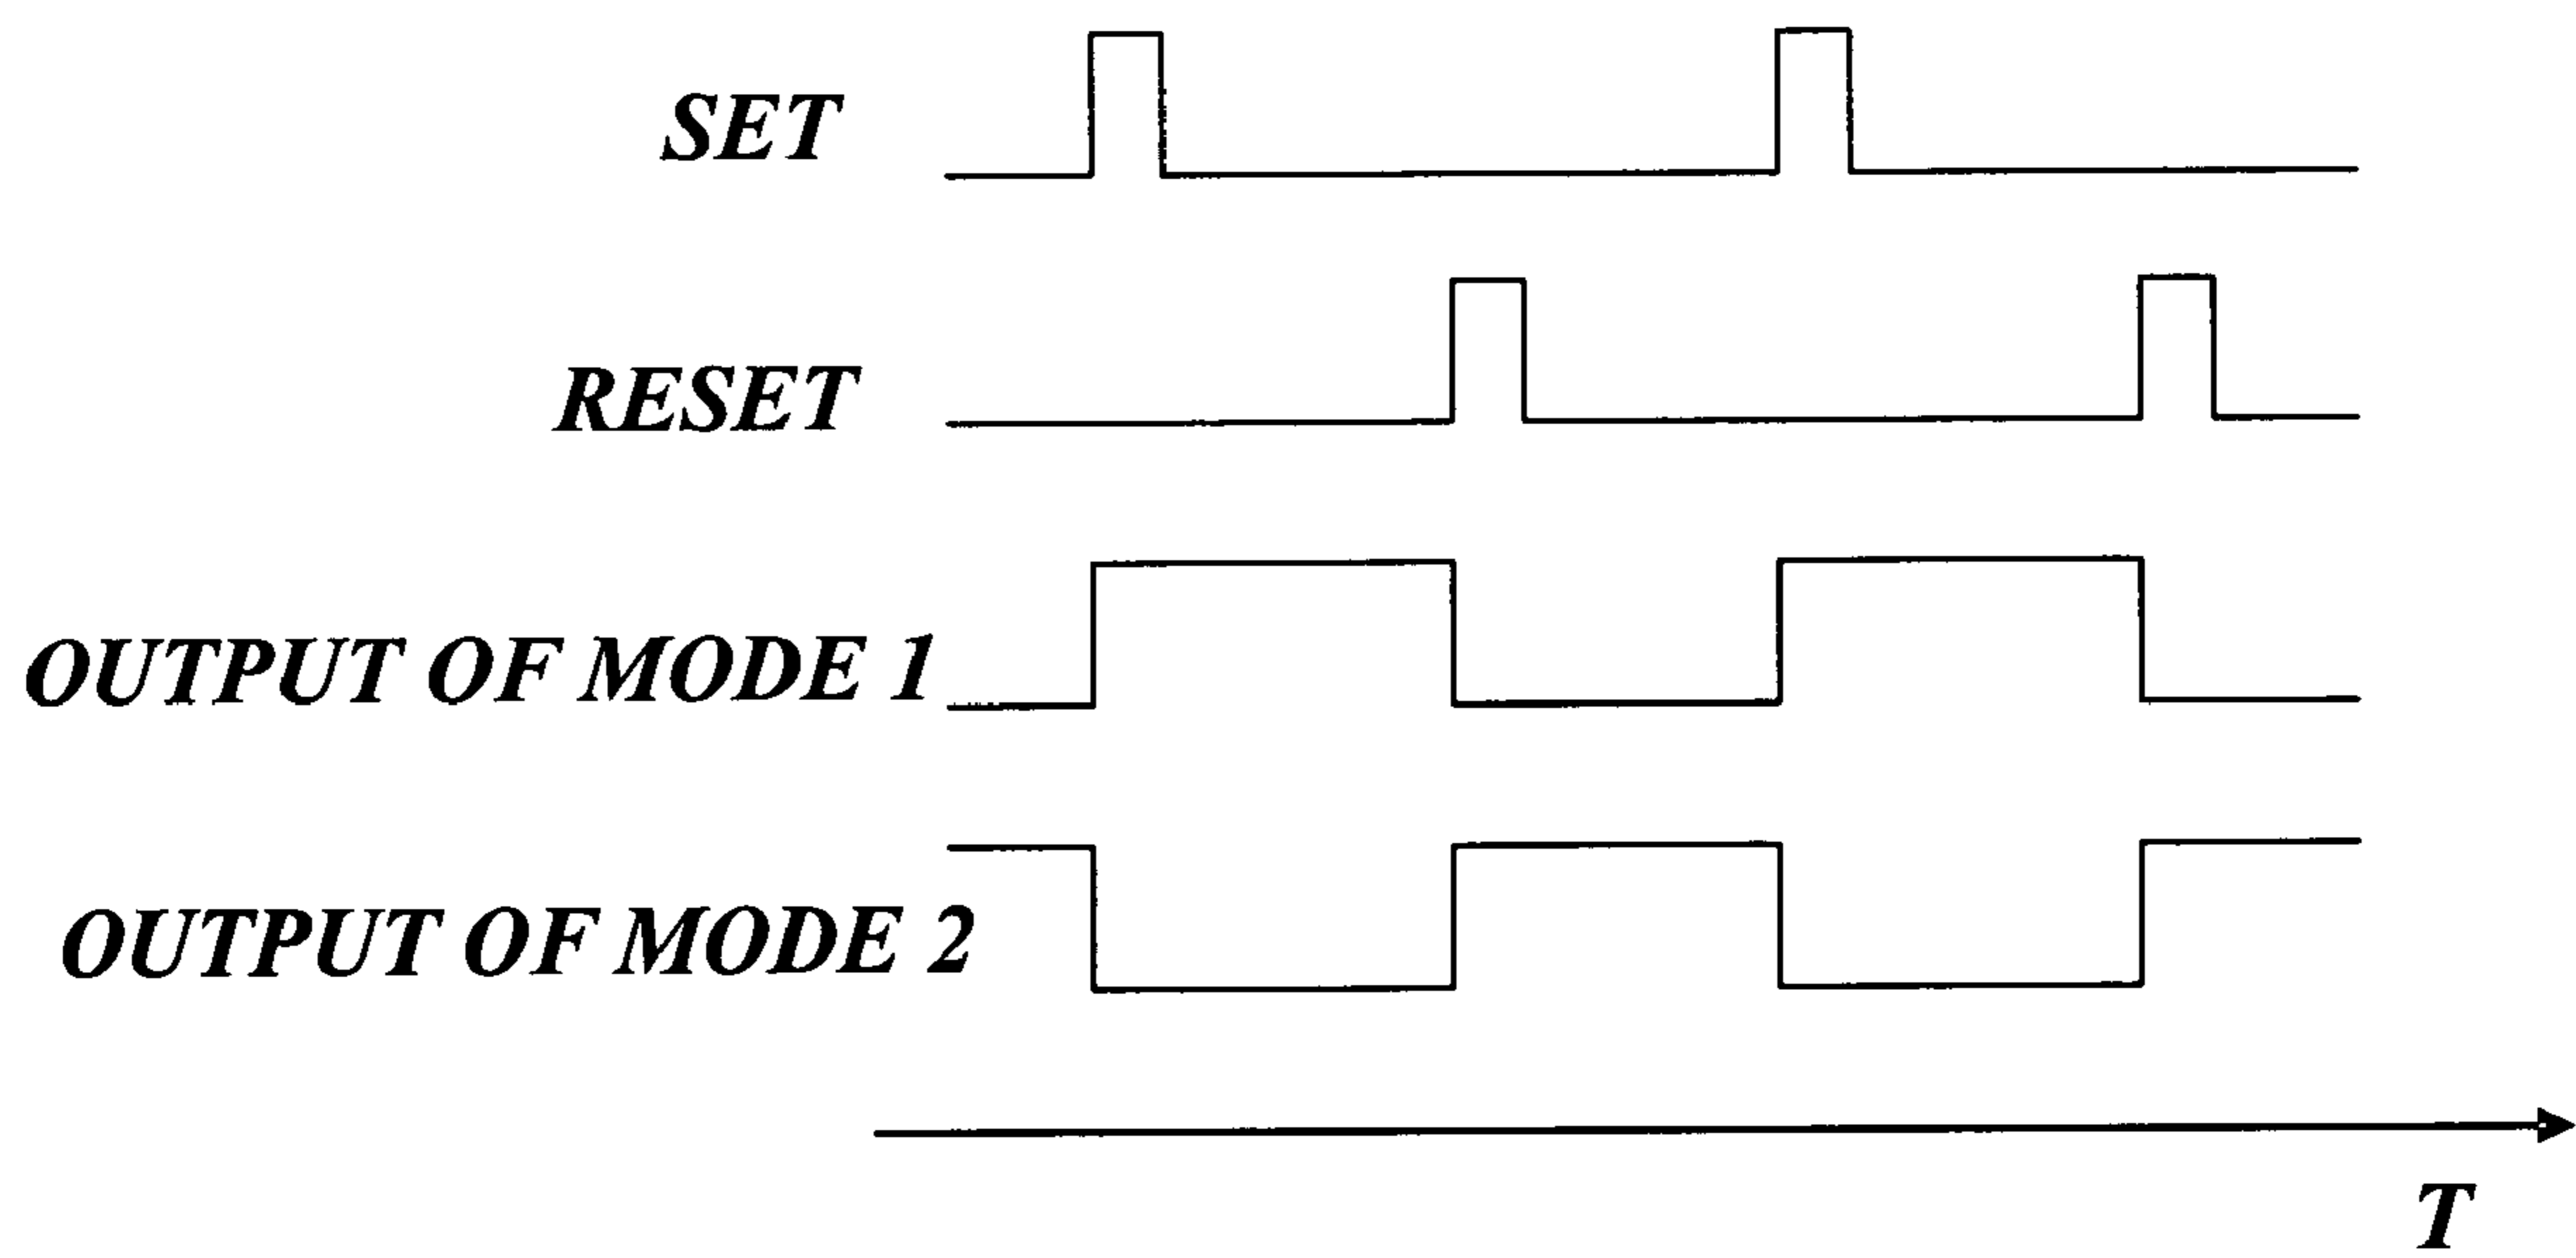 SET
RESET
OUTPUT OF MODE 1
OUTPUT OF MODE 2
T